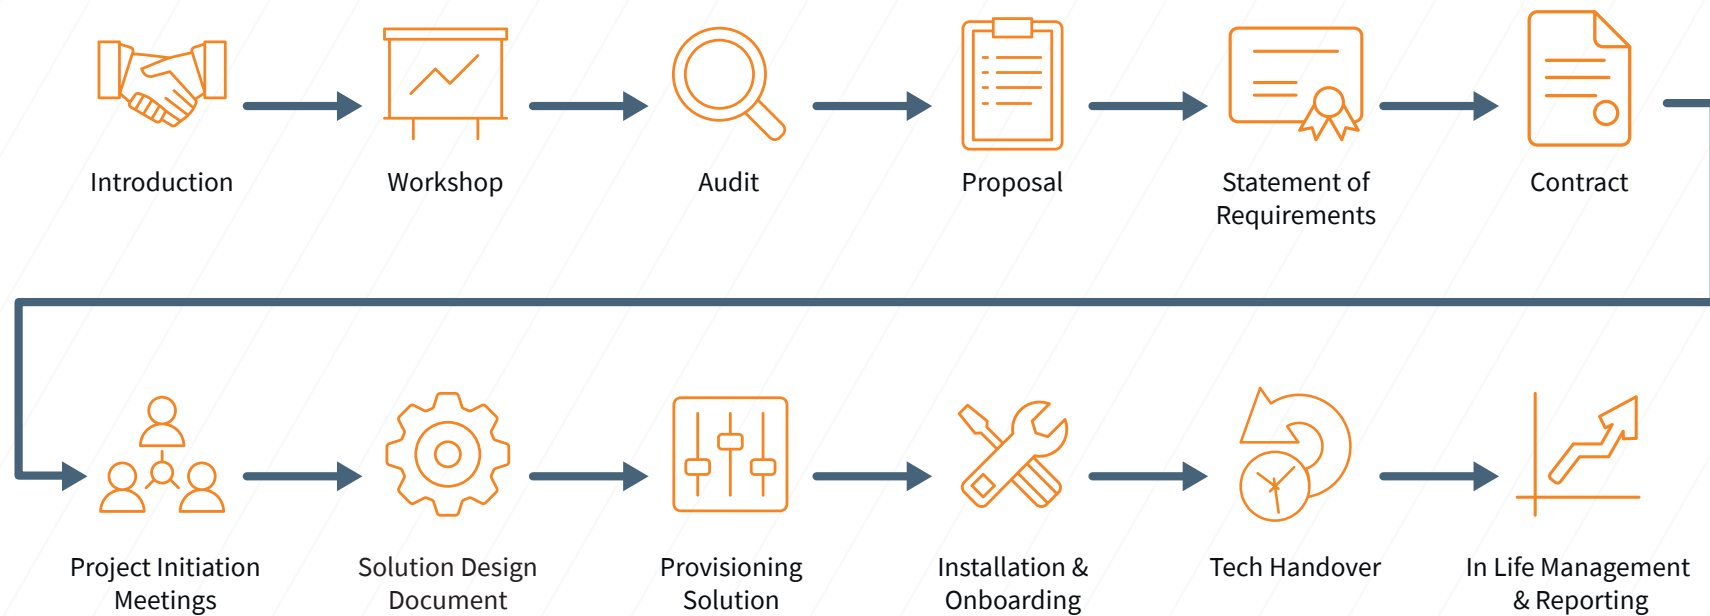 Introduction
Workshop
Audit
Proposal
Statement of
Requirements
Contract
Project Initiation
Meetings
Solution Design
Document
Provisioning
Solution
Installation &
Onboarding
Tech Handover
In Life Management
& Reporting